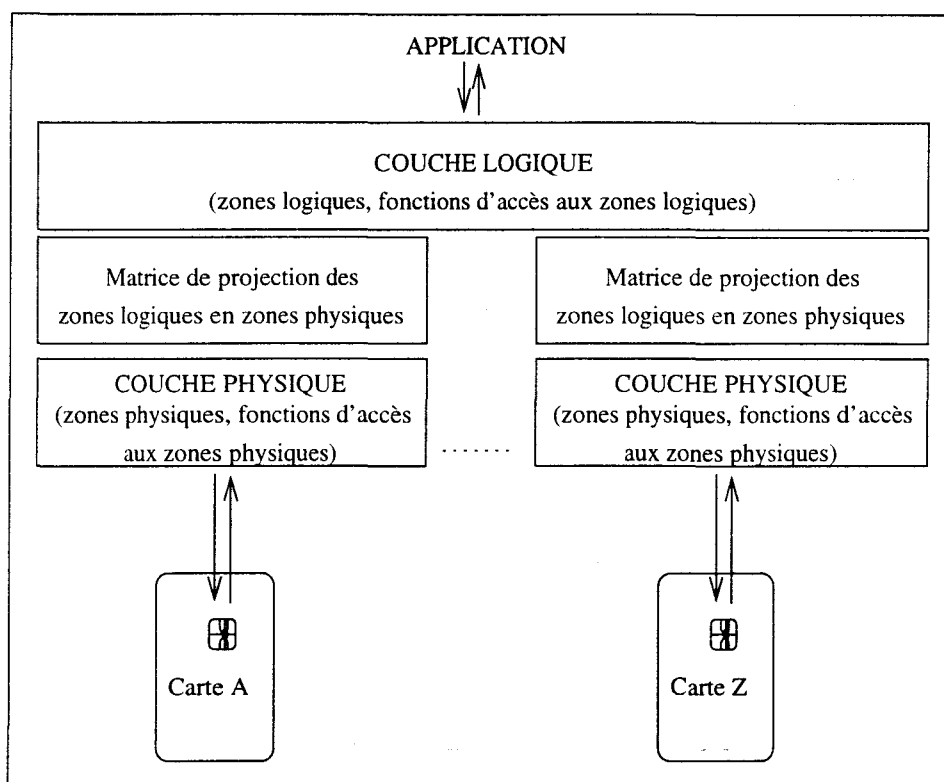 APPLICATION
COUCHE LOGIQUE
(zones logiques, fonctions d'accès aux zones logiques)
Matrice de projection des
zones logiques en zones physiques
Matrice de projection des
zones logiques en zones physiques
COUCHE PHYSIQUE
(zones physiques, fonctions d'accès
aux zones physiques)
........
COUCHE PHYSIQUE
(zones physiques, fonctions d'accès
aux zones physiques)
Carte A
Carte Z